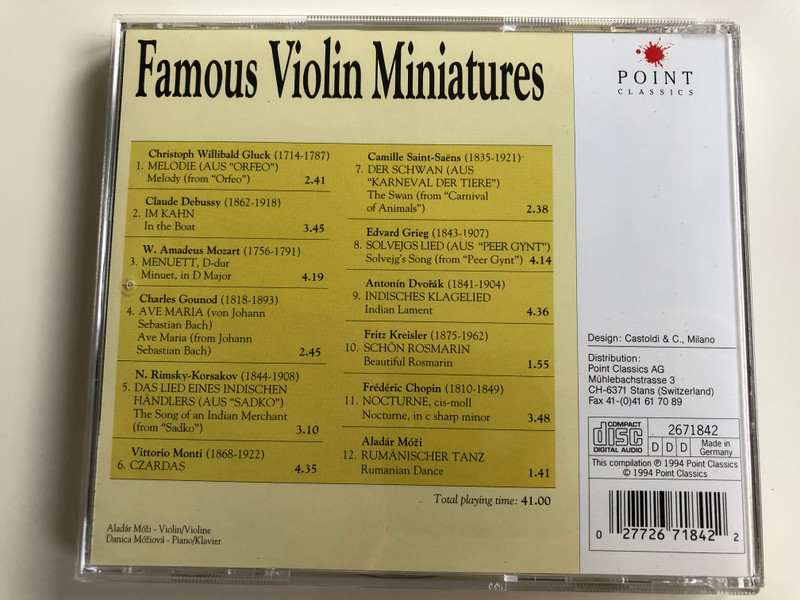 Famous Violin Miniatures
Christoph Willibald Gluck (1714-1787)
1. MELODIE (AUS “ORFEO”)
Melody (from “Orfeo”) 2.41
Claude Debussy (1862-1918)
2. IM KAHN
In the Boat 3.45
W. Amadeus Mozart (1756-1791)
3. MENUETT, D-dur
Minuet, in D Major 4.19
Charles Gounod (1818-1893)
4. AVE MARIA (von Johann
Sebastian Bach)
Ave Maria (from Johann
Sebastian Bach) 2.45
N. Rimsky-Korsakov (1844-1908)
5. DAS LIED EINES INDISCHEN
HÄNDLERS (AUS “SADKO”)
The Song of an Indian Merchant
(from “Sadko”) 3.10
Vittorio Monti (1868-1922)
6. CZARDAS 4.35
Camille Saint-Saëns (1835-1921)
7. DER SCHWAN (AUS
“KARNEVAL DER TIERE”)
The Swan (from “Carnival
of Animals”) 2.38
Edvard Grieg (1843-1907)
8. SOLVEJGS LIED (AUS “PEER GYNT”)
Solvejg's Song (from “Peer Gynt”) 4.14
Antonín Dvořák (1841-1904)
9. INDISCHES KLAGELIED
Indian Lament 4.36
Fritz Kreisler (1875-1962)
10. SCHÖN ROSMARIN
Beautiful Rosmarin 1.55
Frédéric Chopin (1810-1849)
11. NOCTURNE, cis-moll
Nocturne, in c sharp minor 3.48
Aladár Móži
12. RUMÄNISCHER TANZ
Rumanian Dance 1.41
Total playing time: 41.00
Aladár Móži - Violin/Violine
Danica Móžiová - Piano/Klavier
POINT
CLASSICS
Design: Castoldi & C., Milano
Distribution:
Point Classics AG
Mühlebachstrasse 3
CH-6371 Stans (Switzerland)
Fax 41-(0)41 61 70 89
COMPACT
disc
DIGITAL AUDIO
2671842
D D D
Made in
Germany
This compilation ℗ 1994 Point Classics
© 1994 Point Classics
0 27726 71842 2